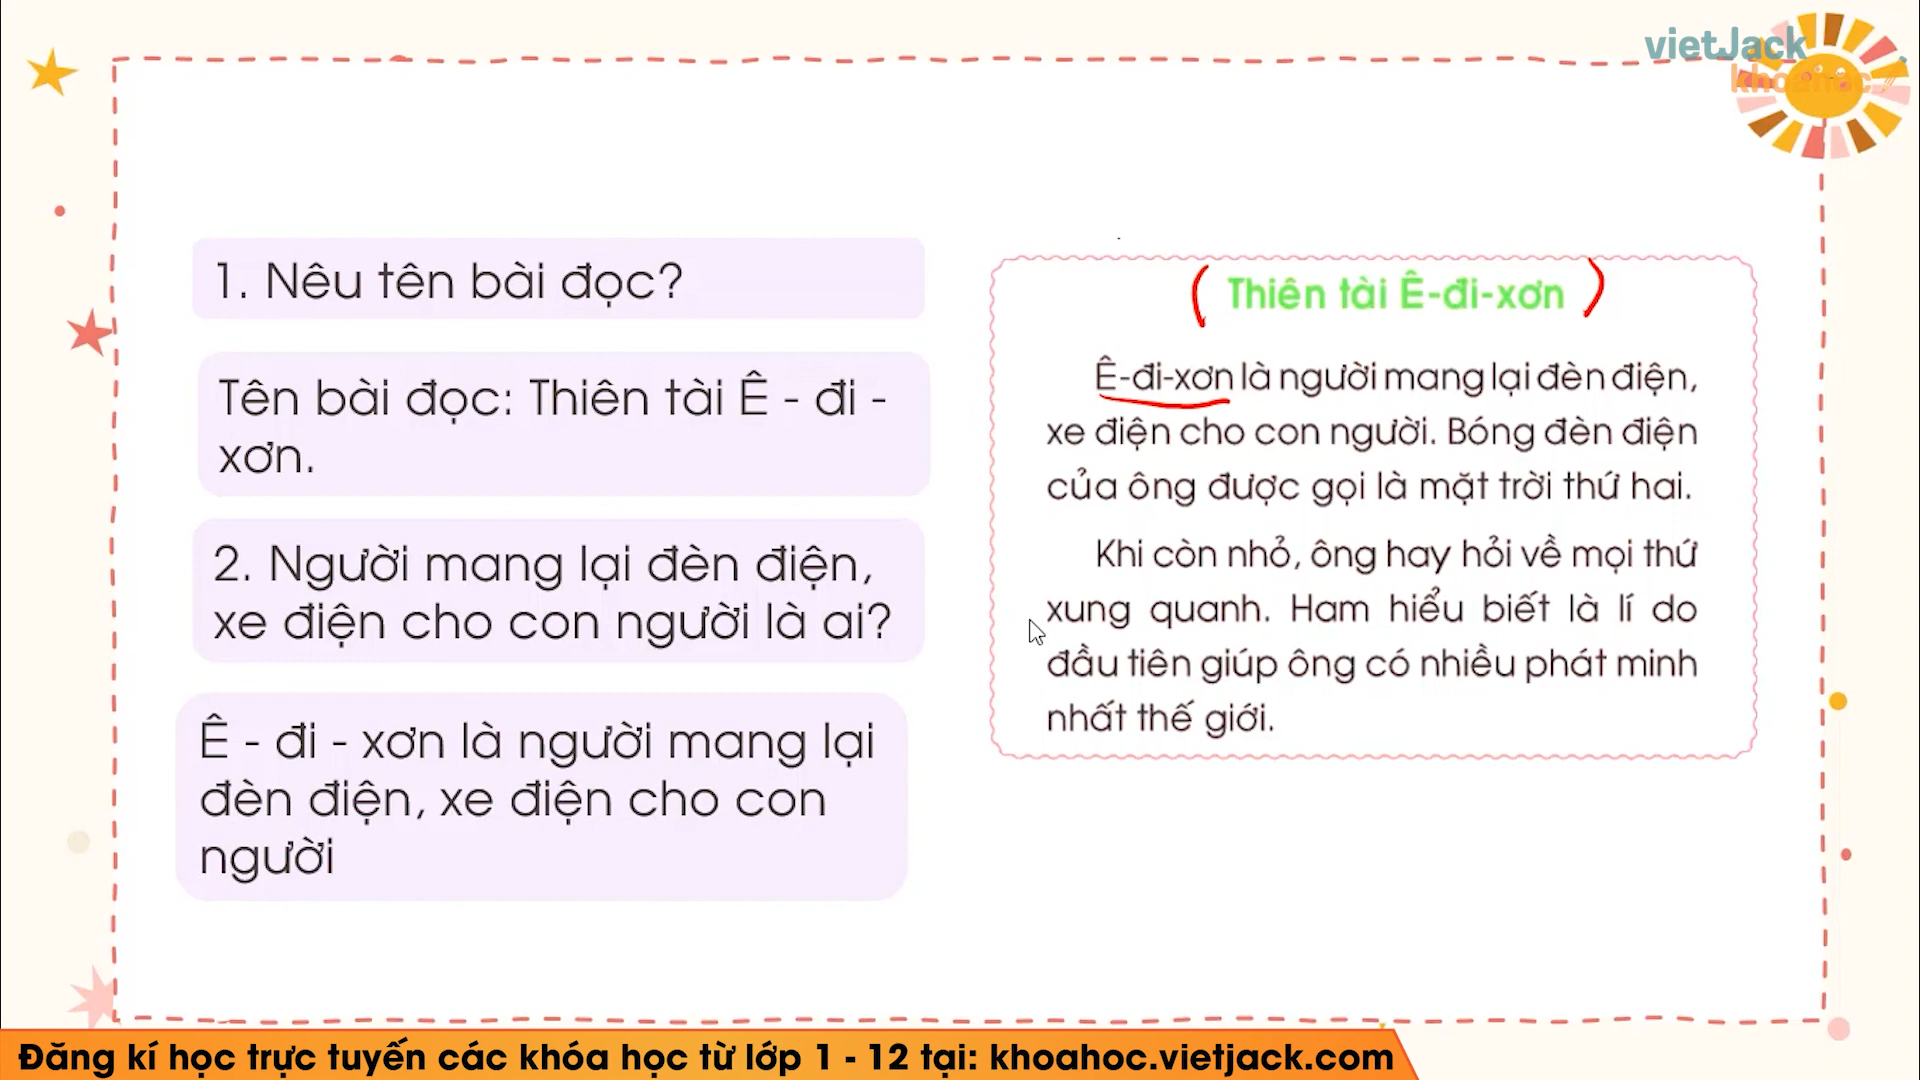 vietJack
khoahoc
1. Nêu tên bài đọc?
Tên bài đọc: Thiên tài Ê - đi -
xơn.
2. Người mang lại đèn điện,
xe điện cho con người là ai?
Ê - đi - xơn là người mang lại
đèn điện, xe điện cho con
người
Thiên tài Ê-đi-xơn
Ê-đi-xơn là người mang lại đèn điện,
xe điện cho con người. Bóng đèn điện
của ông được gọi là mặt trời thứ hai.
Khi còn nhỏ, ông hay hỏi về mọi thứ
xung quanh. Ham hiểu biết là lí do
đầu tiên giúp ông có nhiều phát minh
nhất thế giới.
Đăng kí học trực tuyến các khóa học từ lớp 1 - 12 tại: khoahoc.vietjack.com